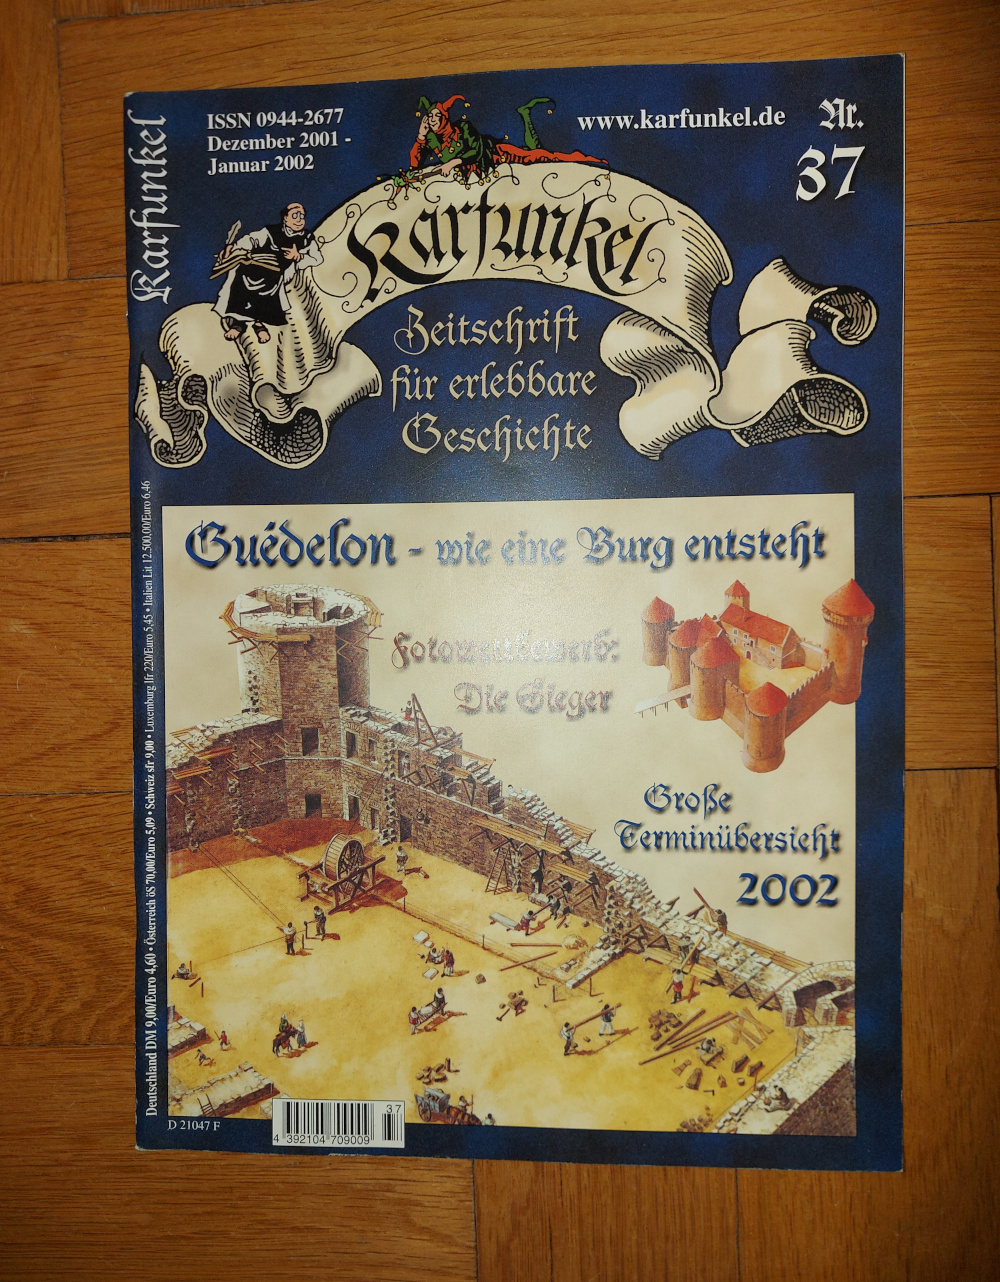 Karfunkel
ISSN 0944-2677
Dezember 2001 -
Januar 2002
www.karfunkel.de
Nr.
37
Karfunkel
Zeitschrift
für erlebbare
Geschichte
Guédelon - wie eine Burg entsteht
Fotowettbewerb:
Die Sieger
Große
Terminübersicht
2002
Deutschland DM 9,00/Euro 4,60 • Österreich öS 70,00/Euro 5,09 • Schweiz sfr 9,00 • Luxemburg lfr 220/Euro 5,45 • Italien Lit 12.500,00/Euro 6,46
D 21047 F
37
4 392104 709009